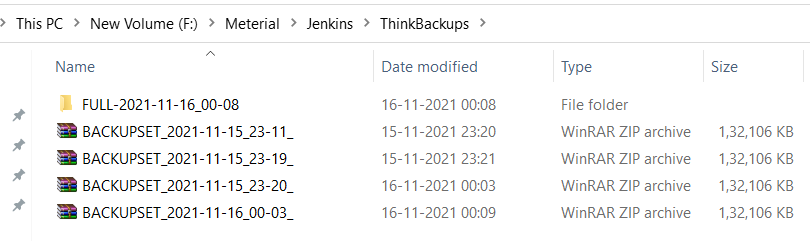 This PC > New Volume (F:) > Meterial > Jenkins > ThinkBackups >
Name Date modified Type Size
FULL-2021-11-16_00-08 16-11-2021 00:08 File folder
BACKUPSET_2021-11-15_23-11_ 15-11-2021 23:20 WinRAR ZIP archive 1,32,106 KB
BACKUPSET_2021-11-15_23-19_ 15-11-2021 23:21 WinRAR ZIP archive 1,32,106 KB
BACKUPSET_2021-11-15_23-20_ 16-11-2021 00:03 WinRAR ZIP archive 1,32,106 KB
BACKUPSET_2021-11-16_00-03_ 16-11-2021 00:09 WinRAR ZIP archive 1,32,106 KB